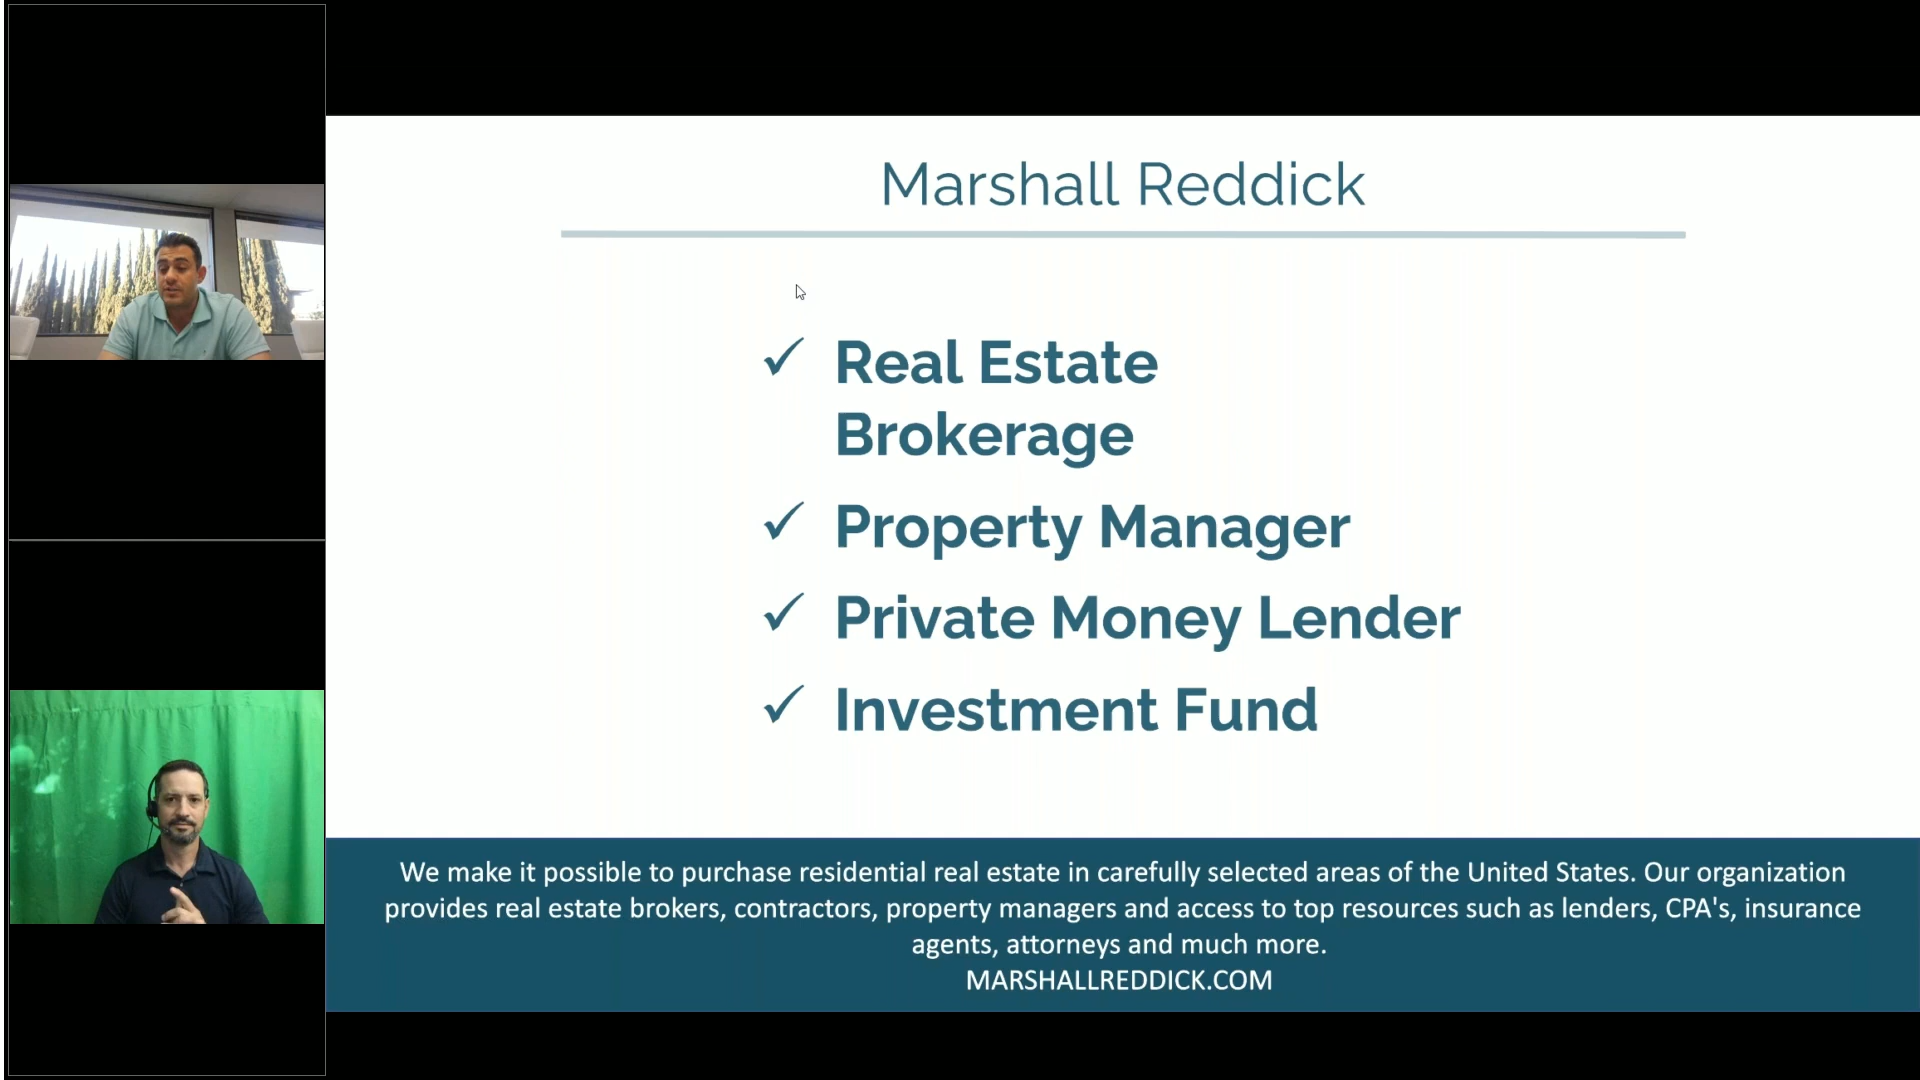 Marshall Reddick
✓ Real Estate
Brokerage
✓ Property Manager
✓ Private Money Lender
✓ Investment Fund
We make it possible to purchase residential real estate in carefully selected areas of the United States. Our organization
provides real estate brokers, contractors, property managers and access to top resources such as lenders, CPA's, insurance
agents, attorneys and much more.
MARSHALLREDDICK.COM